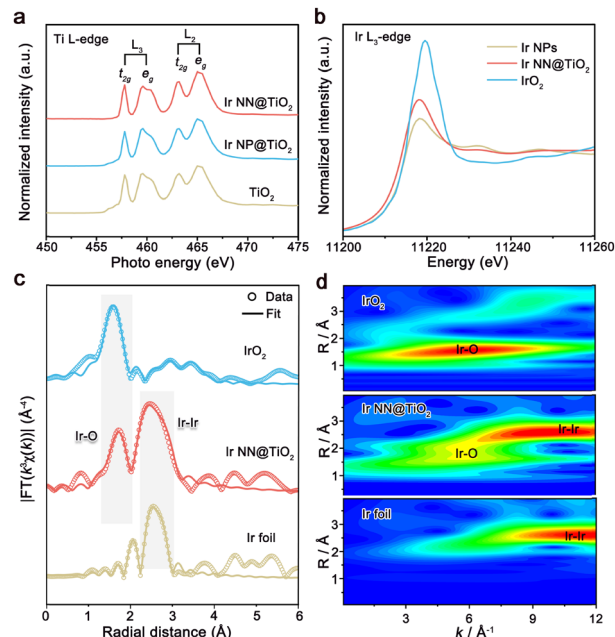 a
Normalized intensity (a.u.)
Ti L-edge
L3
L2
t2g
eg
t2g
eg
Ir NN@TiO2
Ir NP@TiO2
TiO2
450 455 460 465 470 475
Photo energy (eV)
b
Normalized intensity (a.u.)
Ir L3-edge
Ir NPs
Ir NN@TiO2
IrO2
11200 11220 11240 11260
Energy (eV)
c
|FT(k³χ(k))| (Å⁻⁴)
Data
Fit
IrO2
Ir–O
Ir–Ir
Ir NN@TiO2
Ir foil
0 1 2 3 4 5 6
Radial distance (Å)
d
IrO2
Ir–O
R / Å
3
2
1
Ir NN@TiO2
Ir–Ir
Ir–O
R / Å
3
2
1
Ir foil
Ir–Ir
R / Å
3
2
1
3 6 9 12
k / Å⁻¹